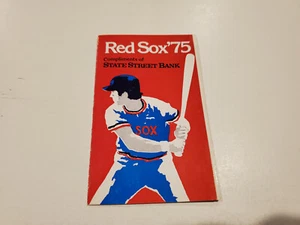 Red Sox '75
Compliments of
STATE STREET BANK
SOX